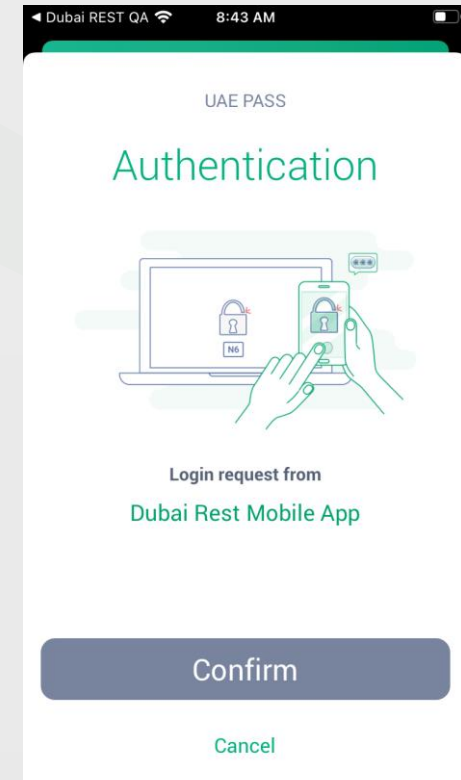 ◀ Dubai REST QA 8:43 AM
UAE PASS
Authentication
N6
Login request from
Dubai Rest Mobile App
Confirm
Cancel